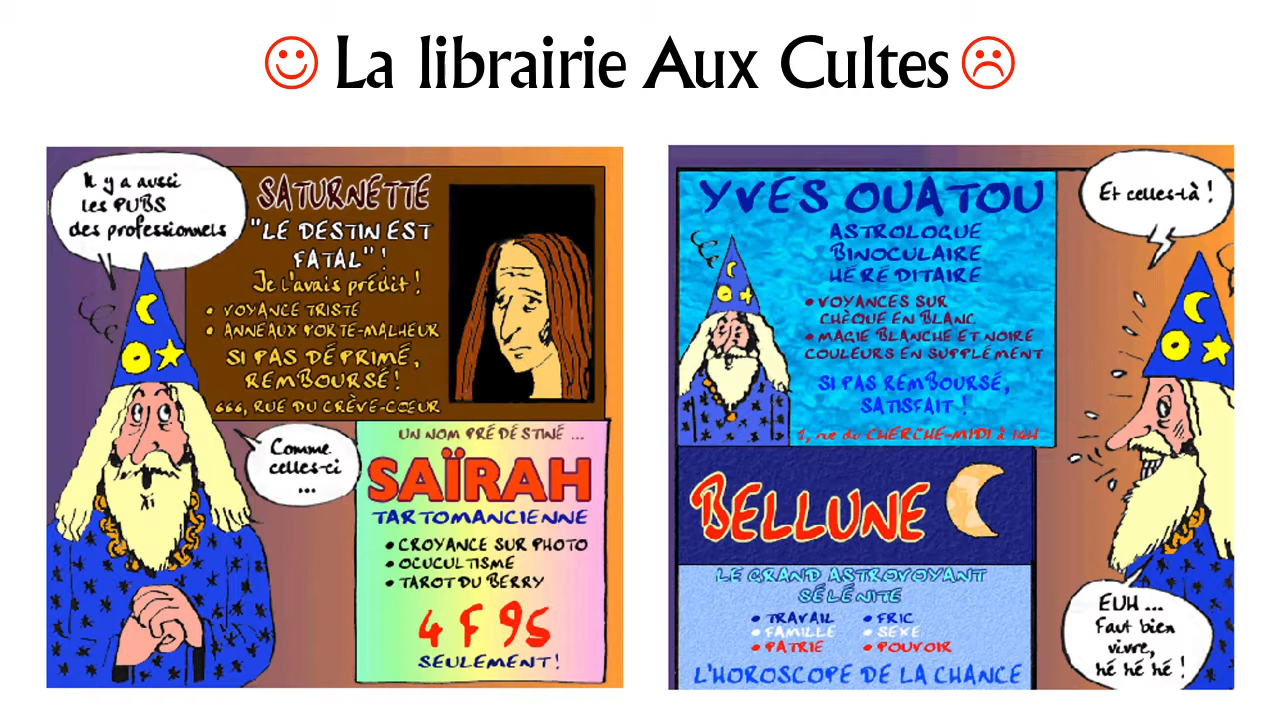 La librairie Aux Cultes
Il y a aussi
les PUBS
des professionnels
SATURNETTE
"LE DESTIN EST
FATAL" !
Je l'avais prédit !
• VOYANCE TRISTE
• ANNEAUX PORTE-MALHEUR
SI PAS DÉPRIMÉ,
REMBOURSÉ !
666, RUE DU CRÈVE-CŒUR
Comme
celles-ci
...
UN NOM PRÉDESTINÉ ...
SAÏRAH
TARTOMANCIENNE
• CROYANCE SUR PHOTO
• OCUCULTISME
• TAROT DU BERRY
4 F 95
SEULEMENT !
YVES OUATOU
ASTROLOGUE
BINOCULAIRE
HÉRÉDITAIRE
• VOYANCES SUR
CHÈQUE EN BLANC
• MAGIE BLANCHE ET NOIRE
COULEURS EN SUPPLÉMENT
SI PAS REMBOURSÉ,
SATISFAIT !
1, rue du CHERCHE-MIDI à 14H
Et celles-là !
BELLUNE
LE GRAND ASTROVOYANT
SÉLÉNITE
• TRAVAIL • FRIC
• FAMILLE • SEXE
• PATRIE • POUVOIR
L'HOROSCOPE DE LA CHANCE
EUH ...
Faut bien
vivre,
hé hé hé !